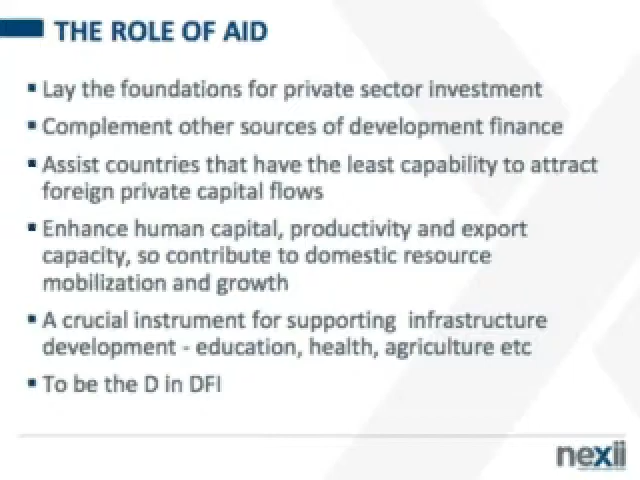 THE ROLE OF AID
▪ Lay the foundations for private sector investment
▪ Complement other sources of development finance
▪ Assist countries that have the least capability to attract
foreign private capital flows
▪ Enhance human capital, productivity and export
capacity, so contribute to domestic resource
mobilization and growth
▪ A crucial instrument for supporting  infrastructure
development - education, health, agriculture etc
▪ To be the D in DFI
nexii